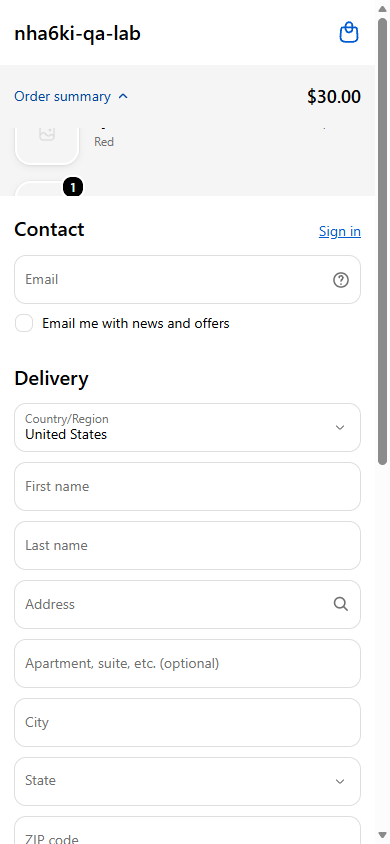 nha6ki-qa-lab
Order summary
$30.00
Red
1
Contact
Sign in
Email
Email me with news and offers
Delivery
Country/Region
United States
First name
Last name
Address
Apartment, suite, etc. (optional)
City
State
ZIP code